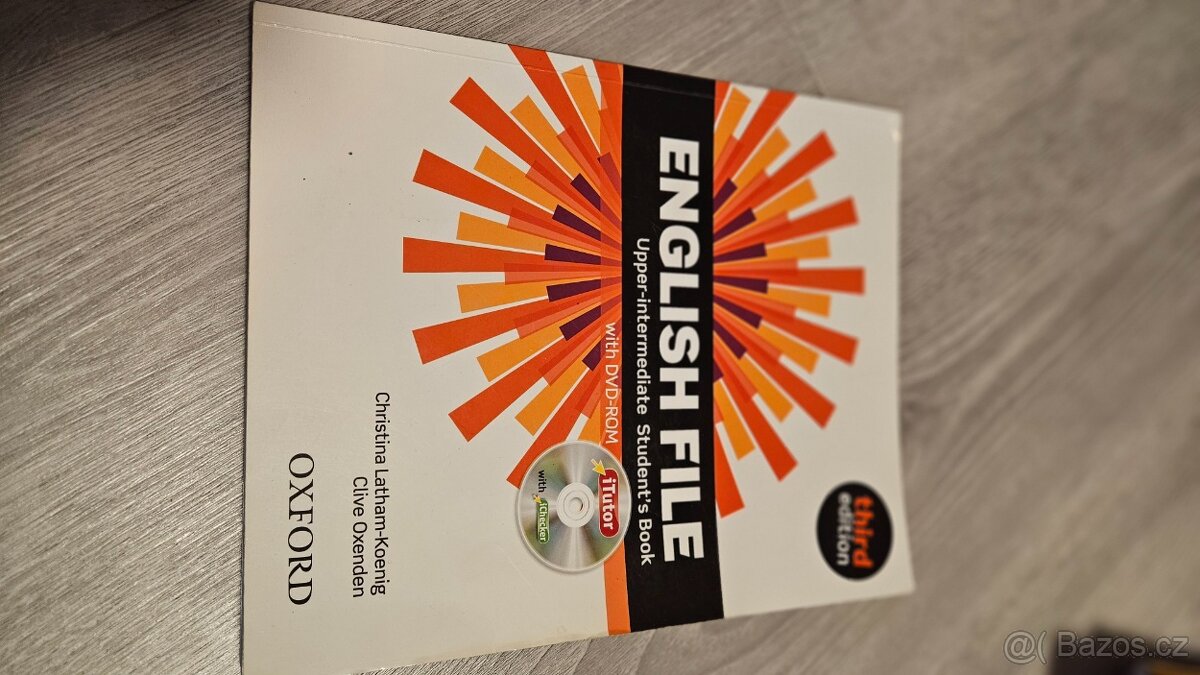 third
edition
ENGLISH FILE
Upper-intermediate Student's Book
with DVD-ROM
iTutor
with iChecker
Christina Latham-Koenig
Clive Oxenden
OXFORD
@( Bazos.cz